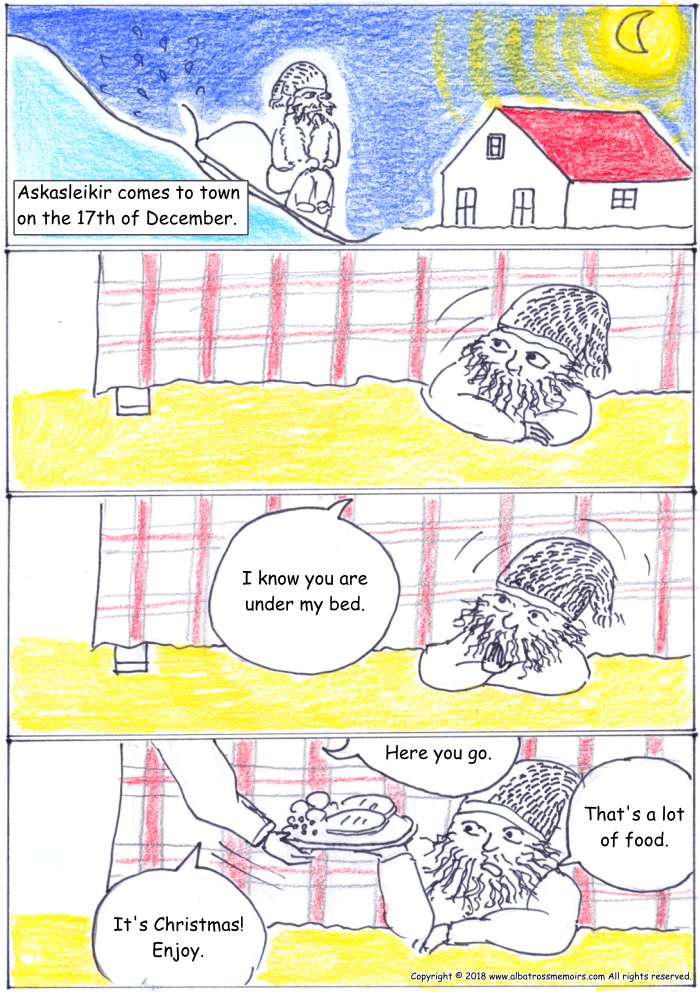 Askasleikir comes to town
on the 17th of December.
I know you are
under my bed.
Here you go.
That's a lot
of food.
It's Christmas!
Enjoy.
Copyright © 2018 www.albatrossmemoirs.com All rights reserved.